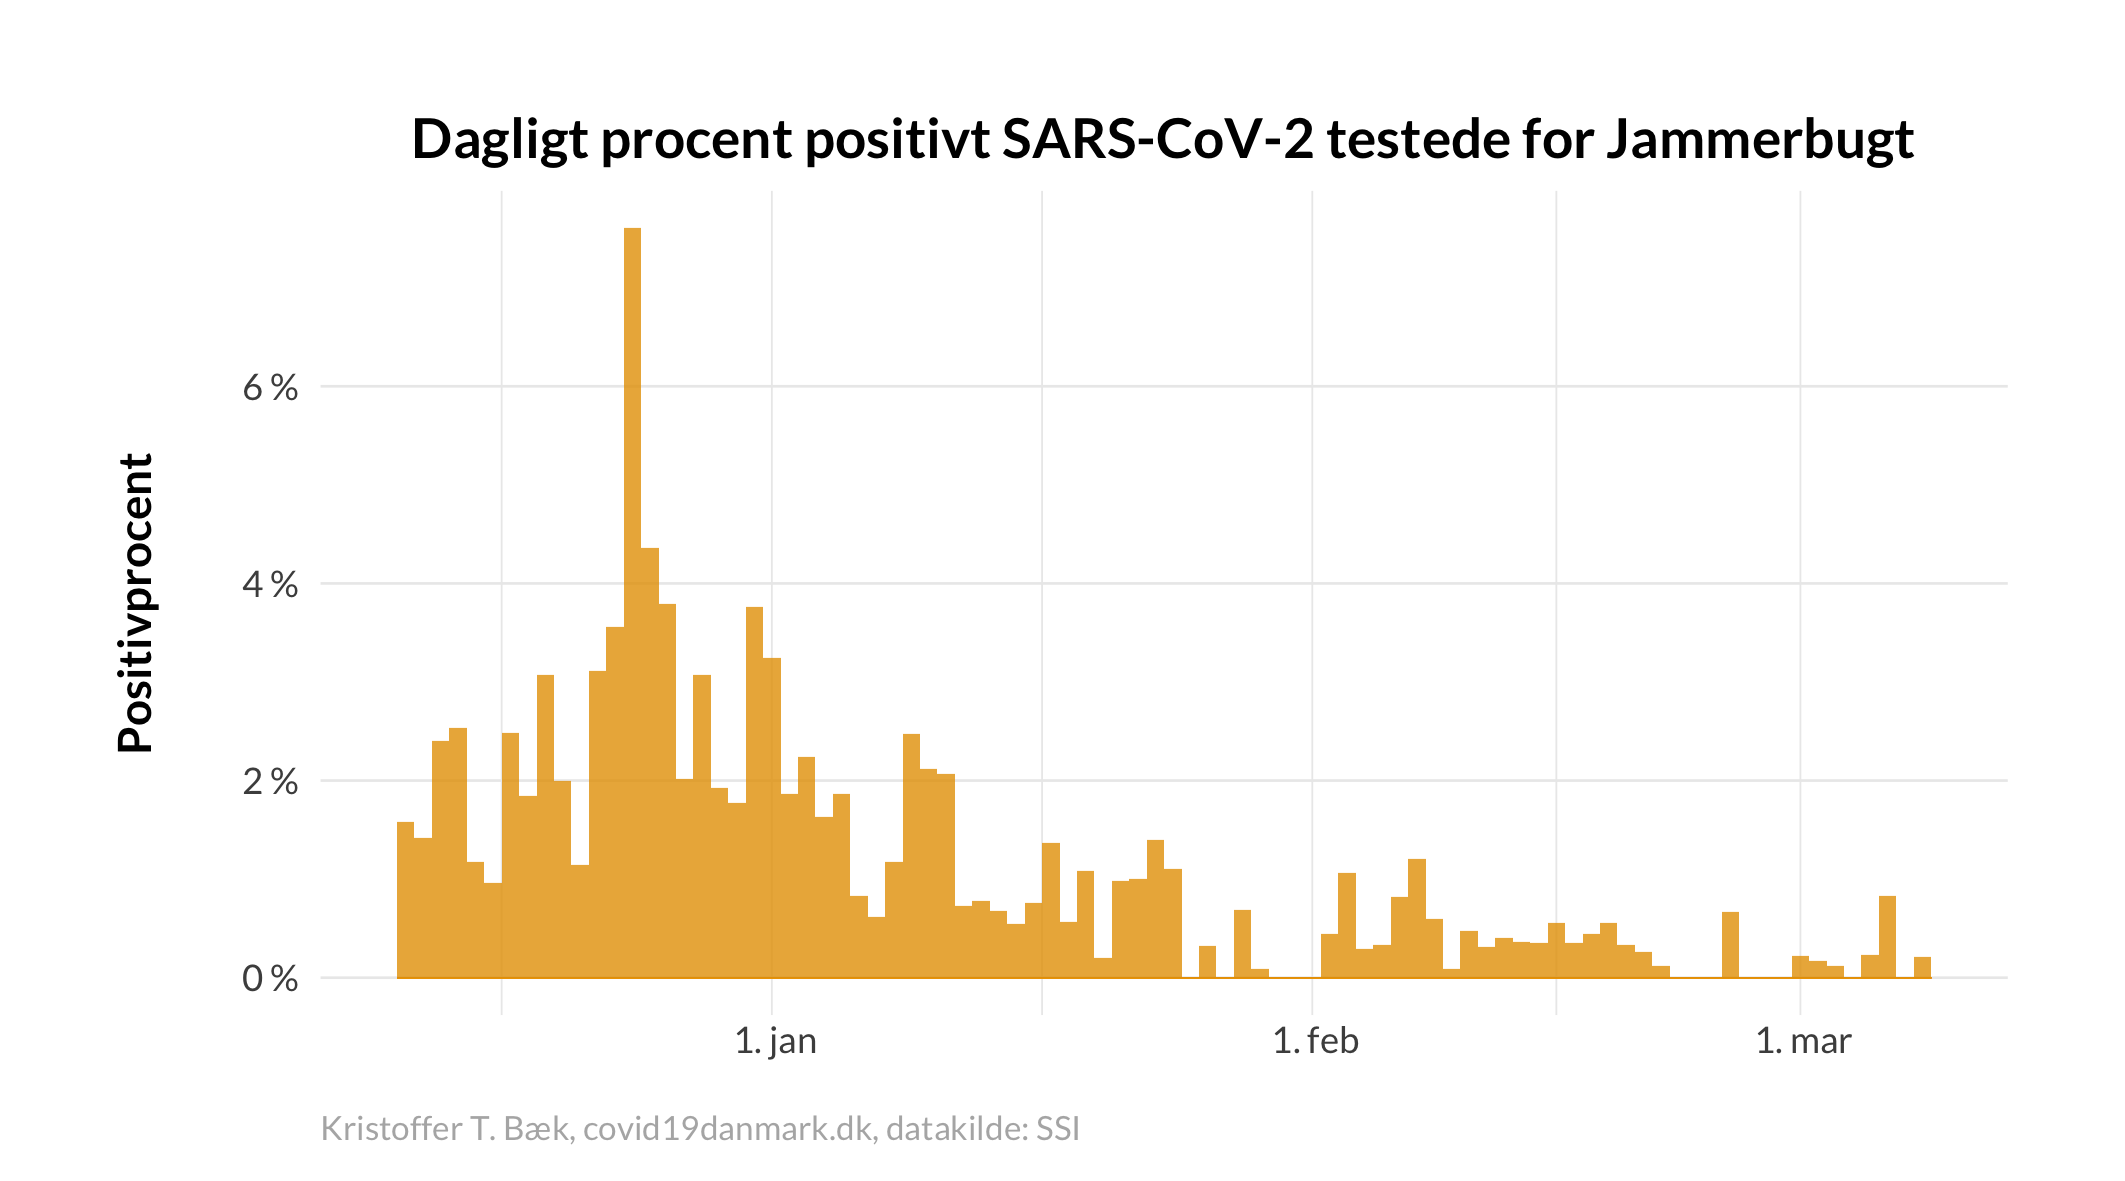 Dagligt procent positivt SARS-CoV-2 testede for Jammerbugt
Positivprocent
6 %
4 %
2 %
0 %
1. jan
1. feb
1. mar
Kristoffer T. Bæk, covid19danmark.dk, datakilde: SSI